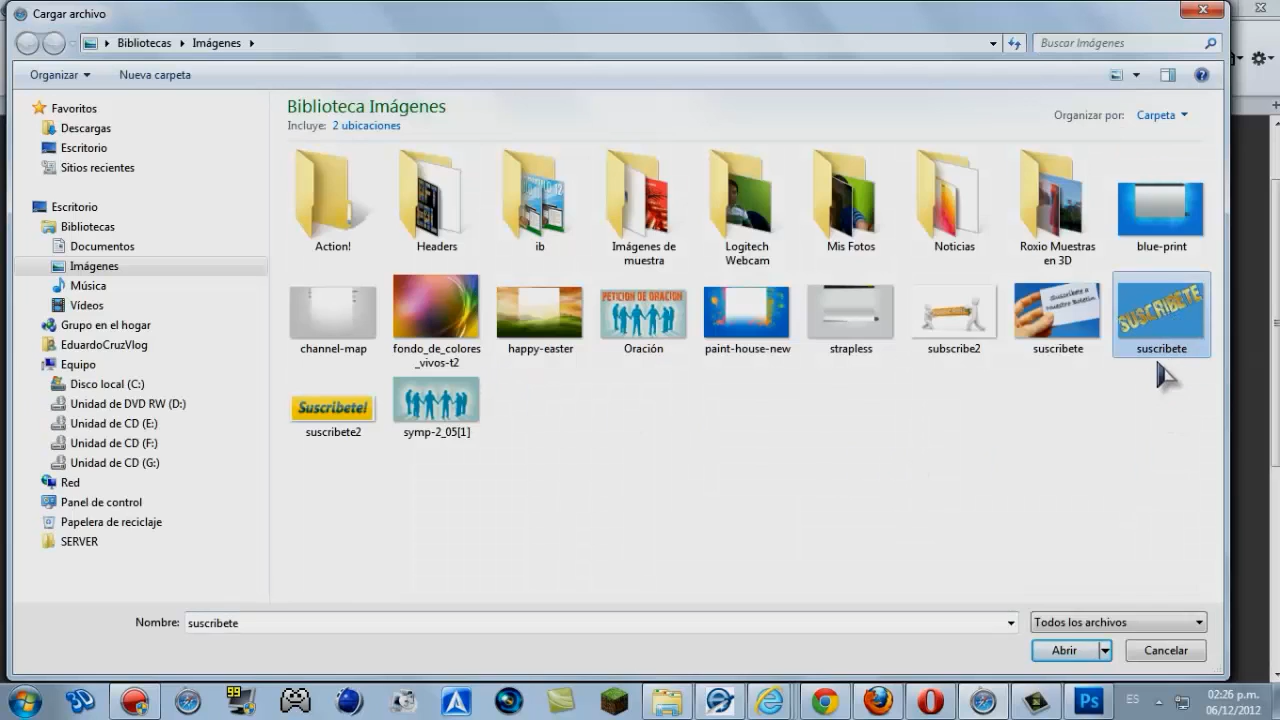 Cargar archivo
Bibliotecas Imágenes
Buscar Imágenes
Organizar Nueva carpeta
Favoritos
Descargas
Escritorio
Sitios recientes
Escritorio
Bibliotecas
Documentos
Imágenes
Música
Vídeos
Grupo en el hogar
EduardoCruzVlog
Equipo
Disco local (C:)
Unidad de DVD RW (D:)
Unidad de CD (E:)
Unidad de CD (F:)
Unidad de CD (G:)
Red
Panel de control
Papelera de reciclaje
SERVER
Biblioteca Imágenes
Incluye: 2 ubicaciones
Organizar por: Carpeta
Action!
Headers
ib
Imágenes de
muestra
Logitech
Webcam
Mis Fotos
Noticias
Roxio Muestras
en 3D
blue-print
channel-map
fondo_de_colores
_vivos-t2
happy-easter
PETICION DE ORACION
Oración
paint-house-new
strapless
subscribe2
Suscribete a
nuestro Boletin
suscribete
SUSCRIBETE
suscribete
Suscribete!
suscribete2
symp-2_05[1]
Nombre: suscribete
Todos los archivos
Abrir Cancelar
99
Ps
ES
02:26 p.m.
06/12/2012